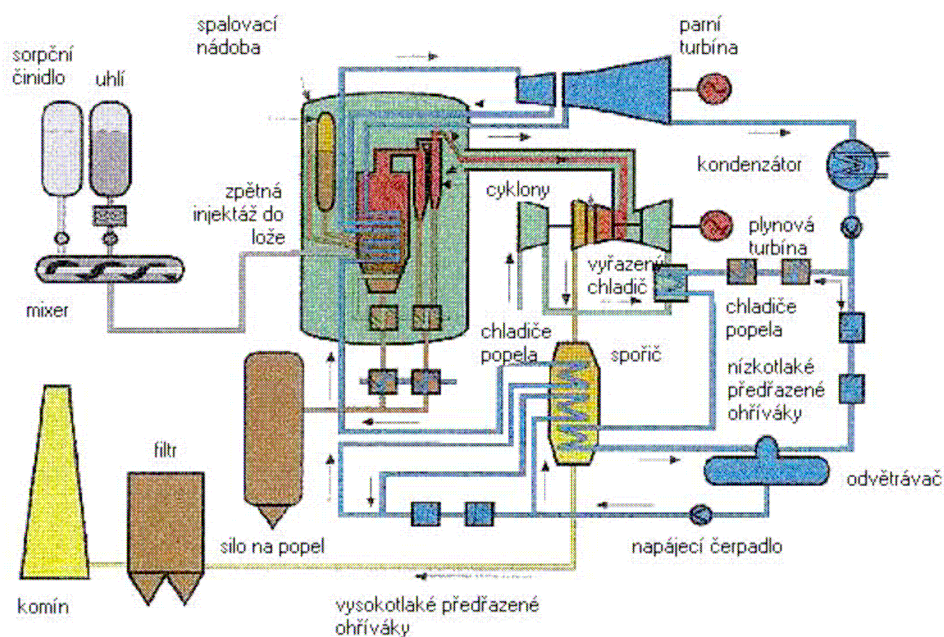 spalovací
nádoba
parní
turbína
sorpční
činidlo
uhlí
kondenzátor
zpětná
injektáž do
lože
cyklony
plynová
turbína
vyřazený
chladič
mixer
chladiče
popela
spořič
chladiče
popela
nízkotlaké
předřazené
ohříváky
filtr
odvětrávač
silo na popel
napájecí čerpadlo
komín
vysokotlaké předřazené
ohříváky